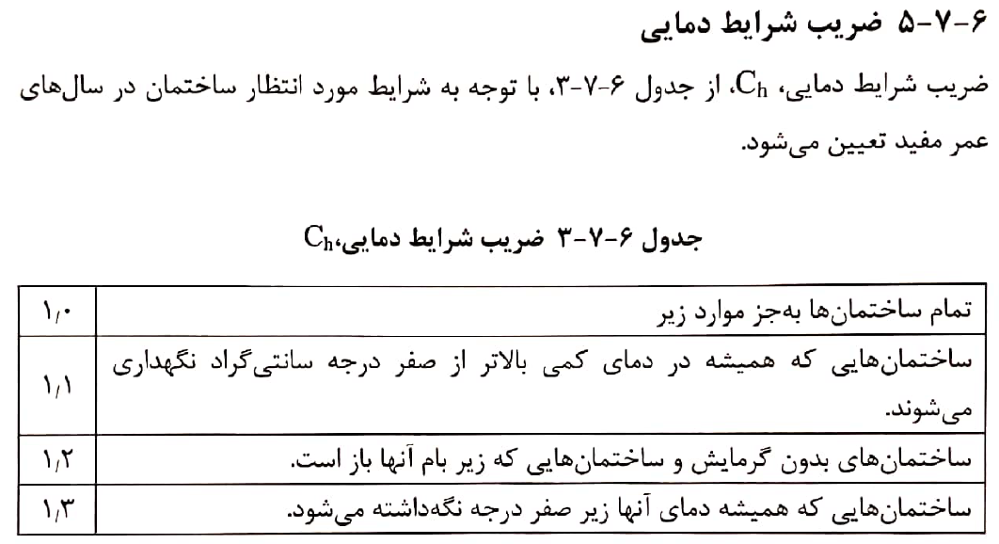 ۶-۷-۵ ضریب شرایط دمایی
ضریب شرایط دمایی، Ch، از جدول ۶-۷-۳، با توجه به شرایط مورد انتظار ساختمان در سال‌های
عمر مفید تعیین می‌شود.
جدول ۶-۷-۳ ضریب شرایط دمایی،Ch
تمام ساختمان‌ها به‌جز موارد زیر ۱٫۰
ساختمان‌هایی که همیشه در دمای کمی بالاتر از صفر درجه سانتی‌گراد نگهداری
می‌شوند. ۱٫۱
ساختمان‌های بدون گرمایش و ساختمان‌هایی که زیر بام آنها باز است. ۱٫۲
ساختمان‌هایی که همیشه دمای آنها زیر صفر درجه نگه‌داشته می‌شود. ۱٫۳